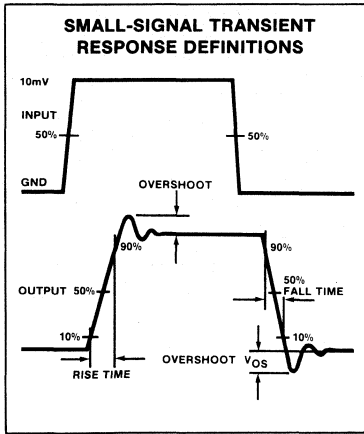 SMALL-SIGNAL TRANSIENT
RESPONSE DEFINITIONS
10mV
INPUT
50%
50%
GND
OVERSHOOT
90%
90%
OUTPUT
50%
50%
FALL TIME
10%
10%
RISE TIME
OVERSHOOT
VOS